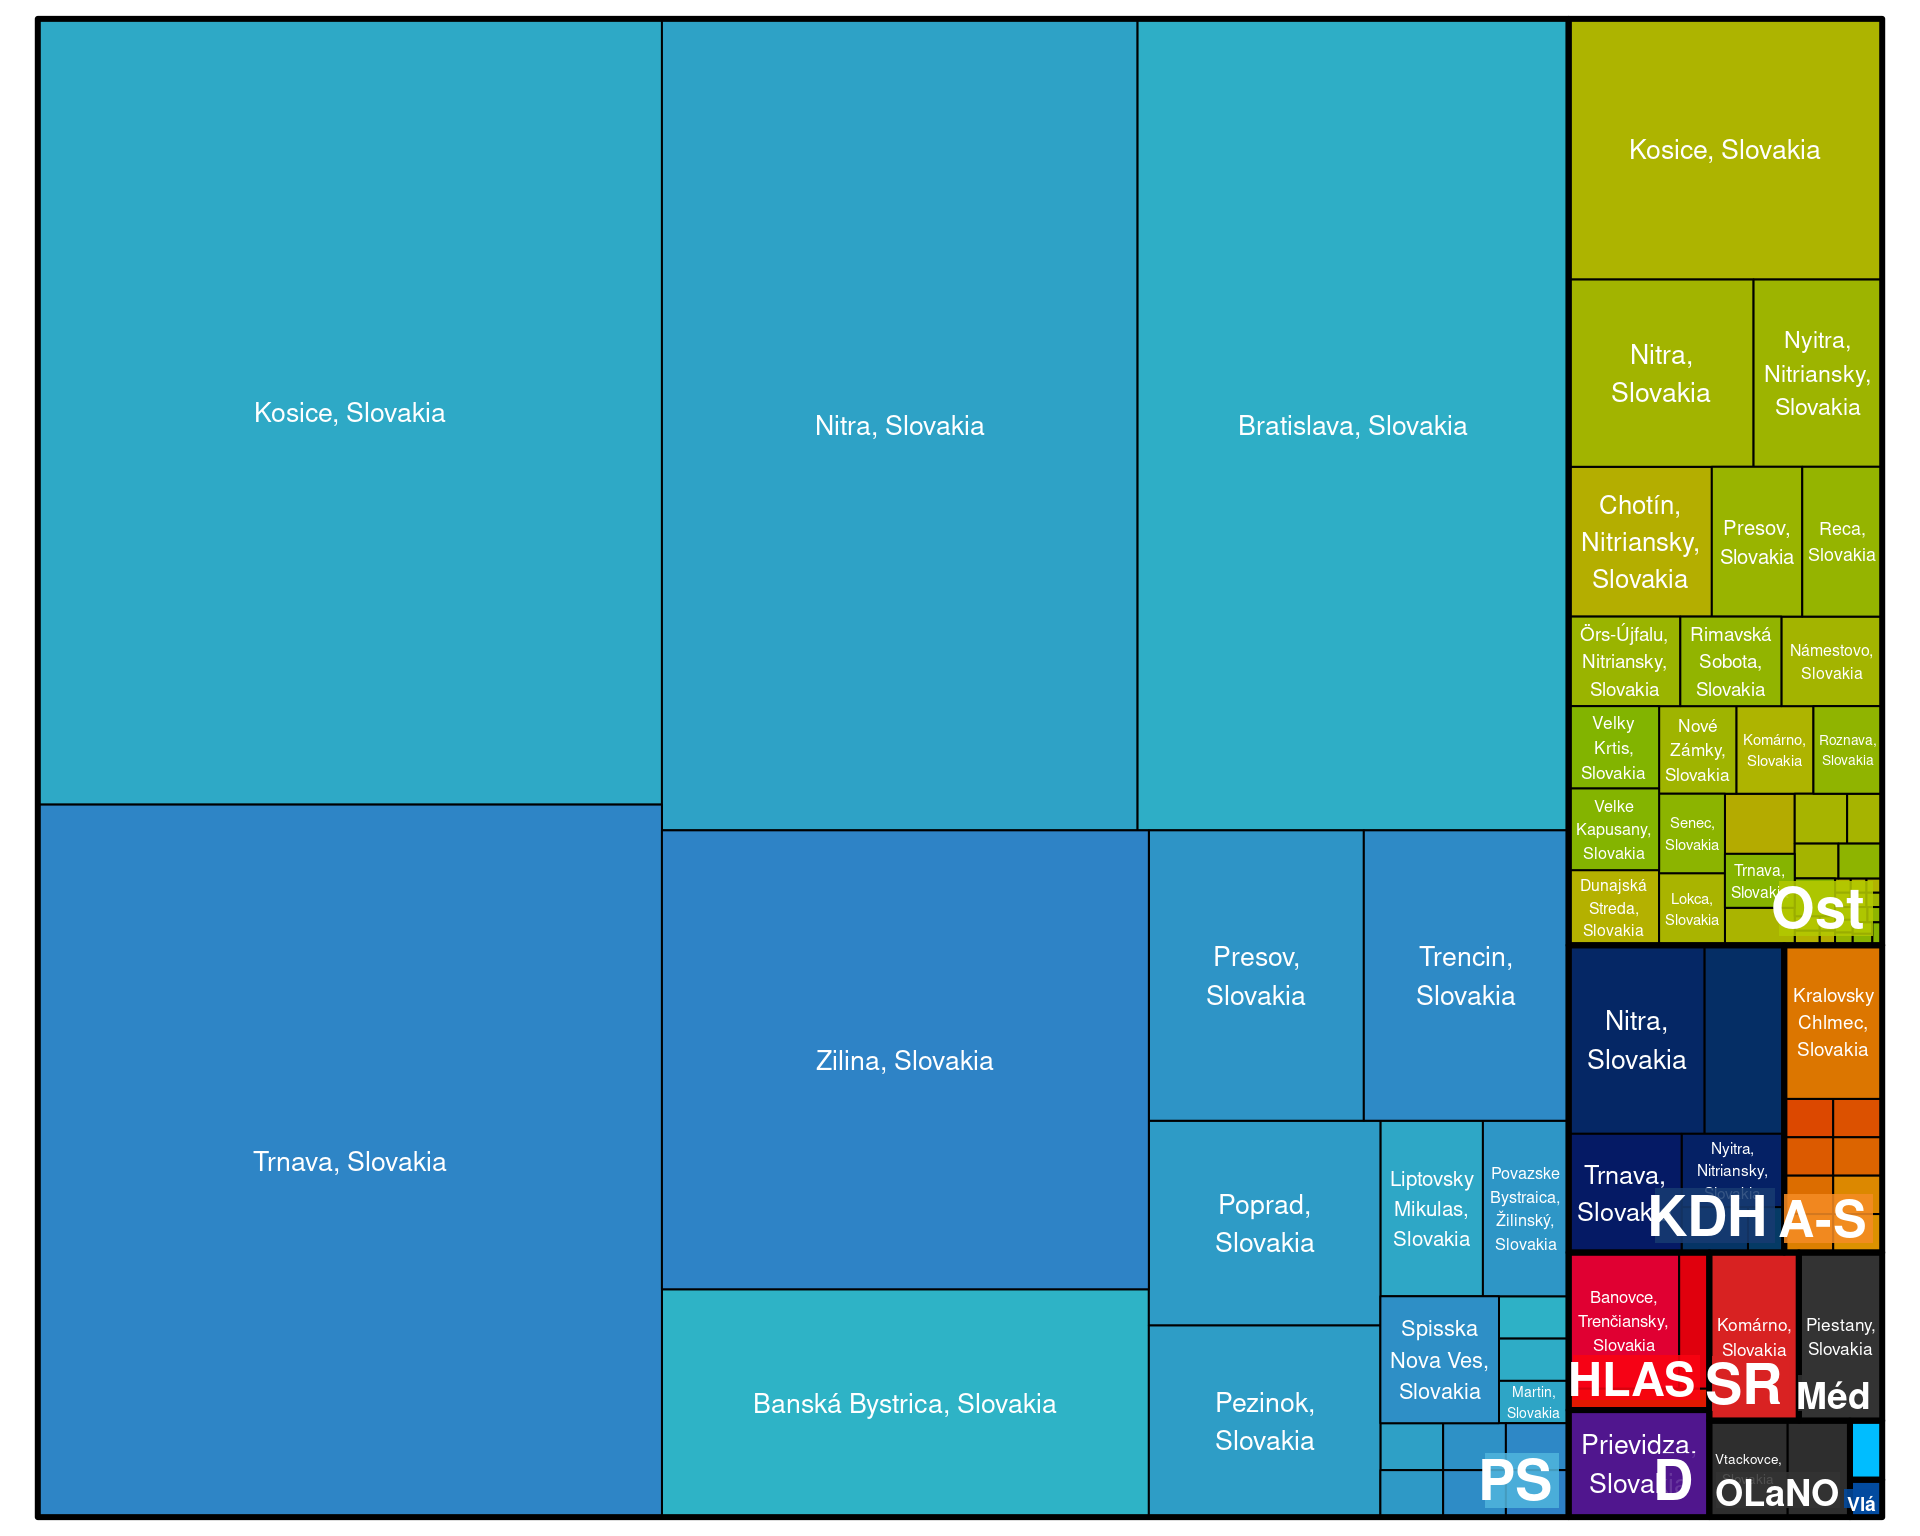 Kosice, Slovakia
Nitra, Slovakia
Bratislava, Slovakia
Trnava, Slovakia
Zilina, Slovakia
Banská Bystrica, Slovakia
Presov,
Slovakia
Trencin,
Slovakia
Poprad,
Slovakia
Liptovsky
Mikulas,
Slovakia
Povazske
Bystraica,
Žilinský,
Slovakia
Pezinok,
Slovakia
Spisska
Nova Ves,
Slovakia
Martin,
Slovakia
PS
Kosice, Slovakia
Nitra,
Slovakia
Nyitra,
Nitriansky,
Slovakia
Chotín,
Nitriansky,
Slovakia
Presov,
Slovakia
Reca,
Slovakia
Örs-Újfalu,
Nitriansky,
Slovakia
Rimavská
Sobota,
Slovakia
Námestovo,
Slovakia
Velky
Krtis,
Slovakia
Nové
Zámky,
Slovakia
Komárno,
Slovakia
Roznava,
Slovakia
Velke
Kapusany,
Slovakia
Senec,
Slovakia
Trnava,
Slovakia
Dunajská
Streda,
Slovakia
Lokca,
Slovakia
Ost
Nitra,
Slovakia
Trnava,
Slovakia
Nyitra,
Nitriansky,
Slovakia
KDH
Kralovsky
Chlmec,
Slovakia
A-S
Banovce,
Trenčiansky,
Slovakia
HLAS
Komárno,
Slovakia
SR
Piestany,
Slovakia
Méd
Prievidza,
Slovakia
D
Vtackovce,
Slovakia
OLaNO
Vlá